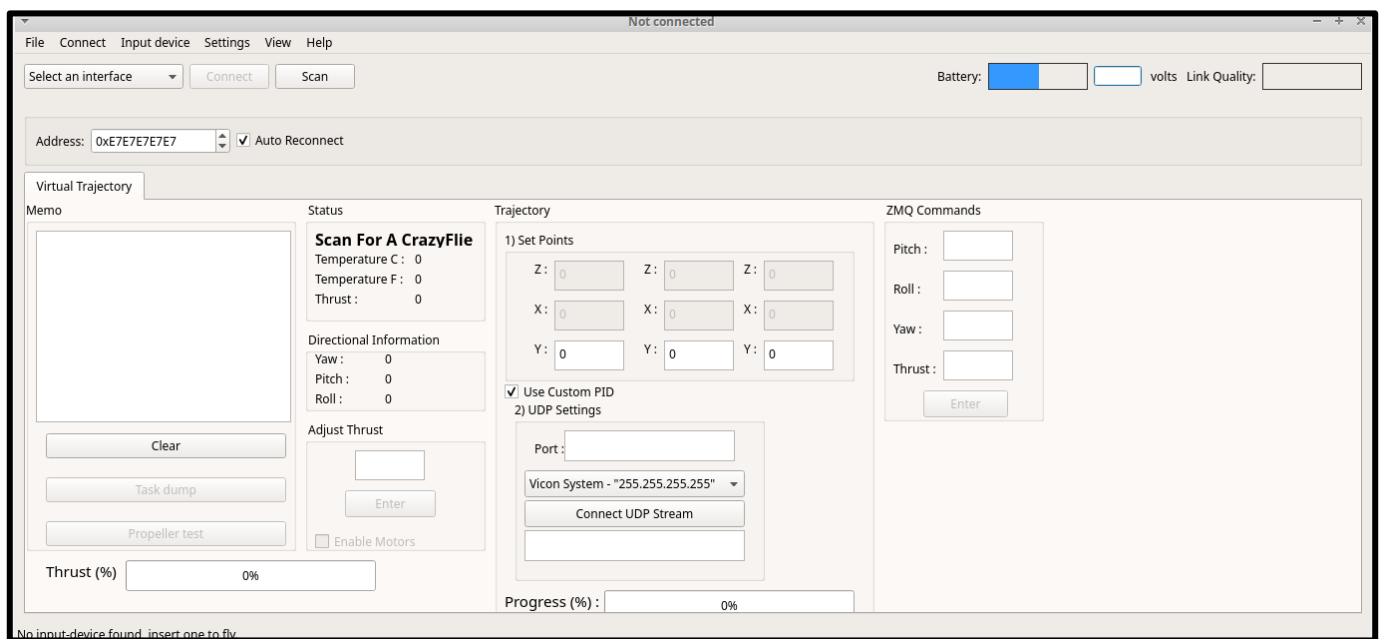 Not connected
File Connect Input device Settings View Help
Select an interface Connect Scan Battery: volts Link Quality:
Address: 0xE7E7E7E7E7 Auto Reconnect
Virtual Trajectory
Memo
Clear
Task dump
Propeller test
Thrust (%) 0%
Status
Scan For A CrazyFlie
Temperature C : 0
Temperature F : 0
Thrust : 0
Directional Information
Yaw : 0
Pitch : 0
Roll : 0
Adjust Thrust
Enter
Enable Motors
Trajectory
1) Set Points
Z : 0 Z : 0 Z : 0
X : 0 X : 0 X : 0
Y : 0 Y : 0 Y : 0
Use Custom PID
2) UDP Settings
Port :
Vicon System - "255.255.255.255"
Connect UDP Stream
Progress (%) : 0%
ZMQ Commands
Pitch :
Roll :
Yaw :
Thrust :
Enter
No input-device found, insert one to fly